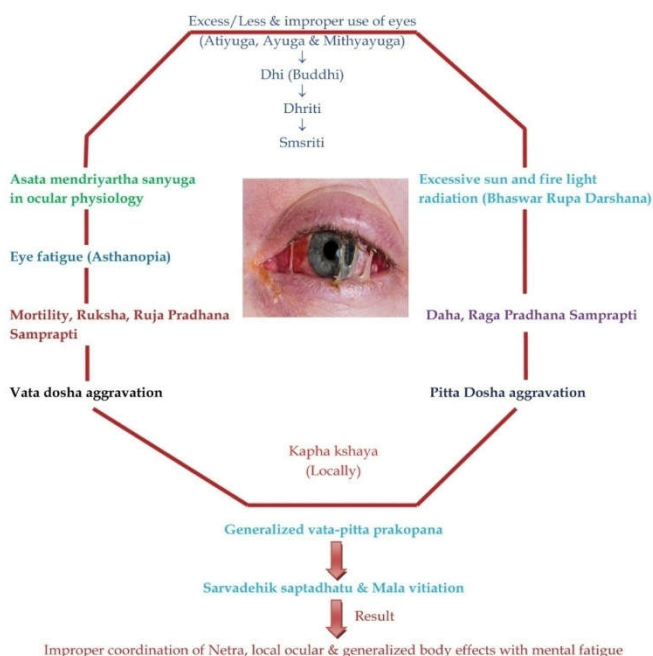 Excess/Less & improper use of eyes
(Atiyuga, Ayuga & Mithyayuga)
↓
Dhi (Buddhi)
↓
Dhriti
↓
Smsriti
Asata mendriyartha sanyuga
in ocular physiology
Eye fatigue (Asthanopia)
Mortility, Ruksha, Ruja Pradhana
Samprapti
Vata dosha aggravation
Excessive sun and fire light
radiation (Bhaswar Rupa Darshana)
Daha, Raga Pradhana Samprapti
Pitta Dosha aggravation
Kapha kshaya
(Locally)
Generalized vata-pitta prakopana
Sarvadehik saptadhatu & Mala vitiation
Result
Improper coordination of Netra, local ocular & generalized body effects with mental fatigue